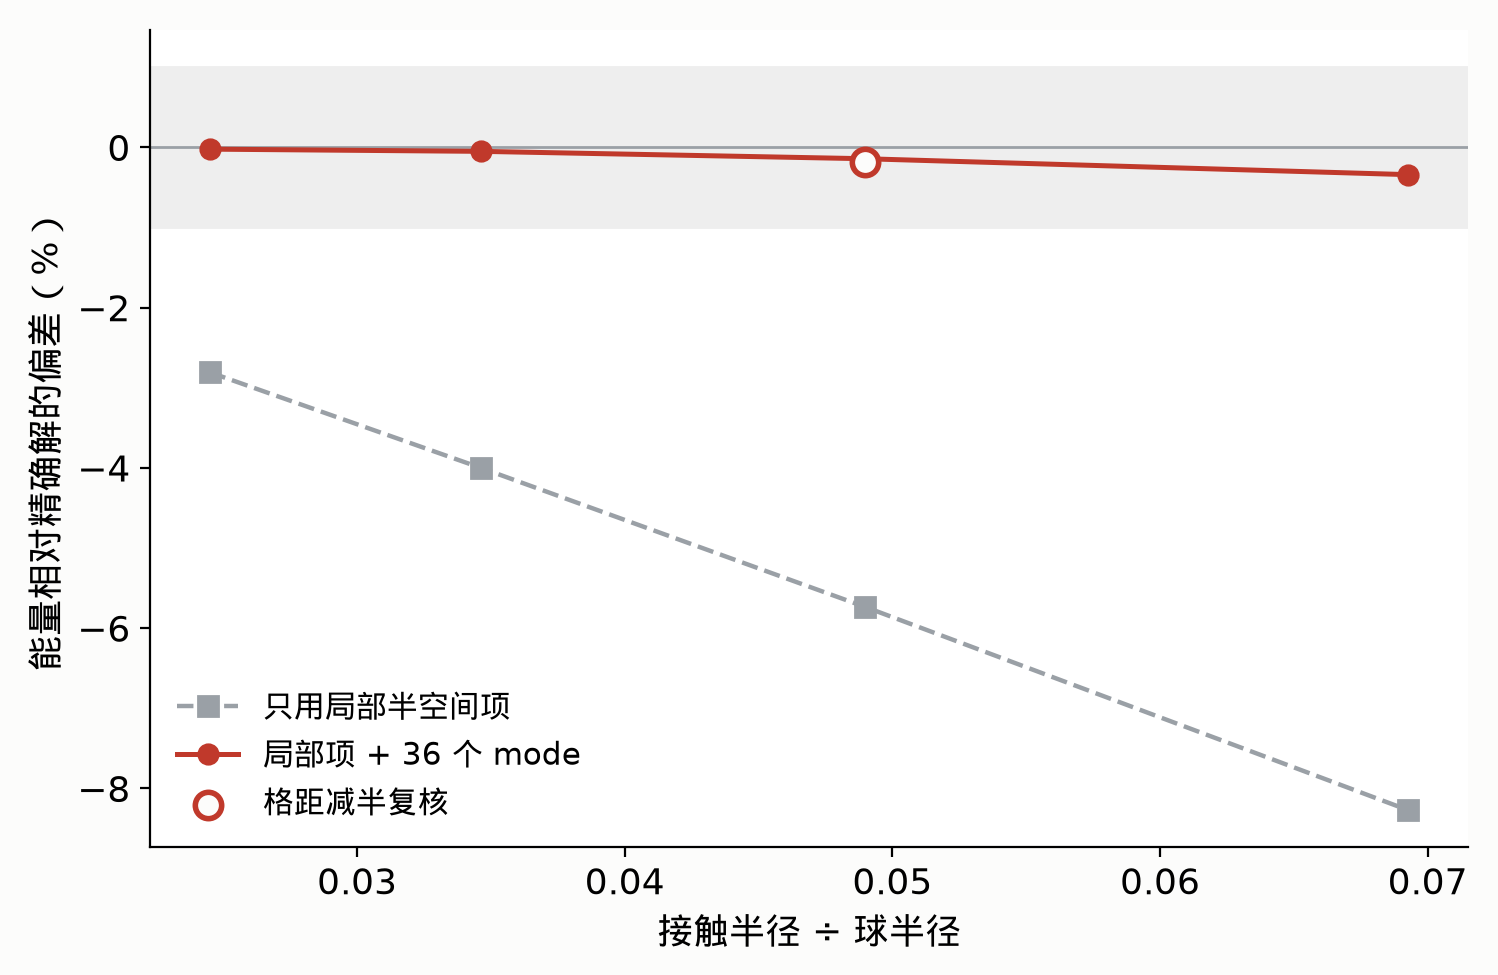 能量相对精确解的偏差（%）
0
−2
−4
−6
−8
只用局部半空间项
局部项 + 36 个 mode
格距减半复核
0.03 0.04 0.05 0.06 0.07
接触半径 ÷ 球半径